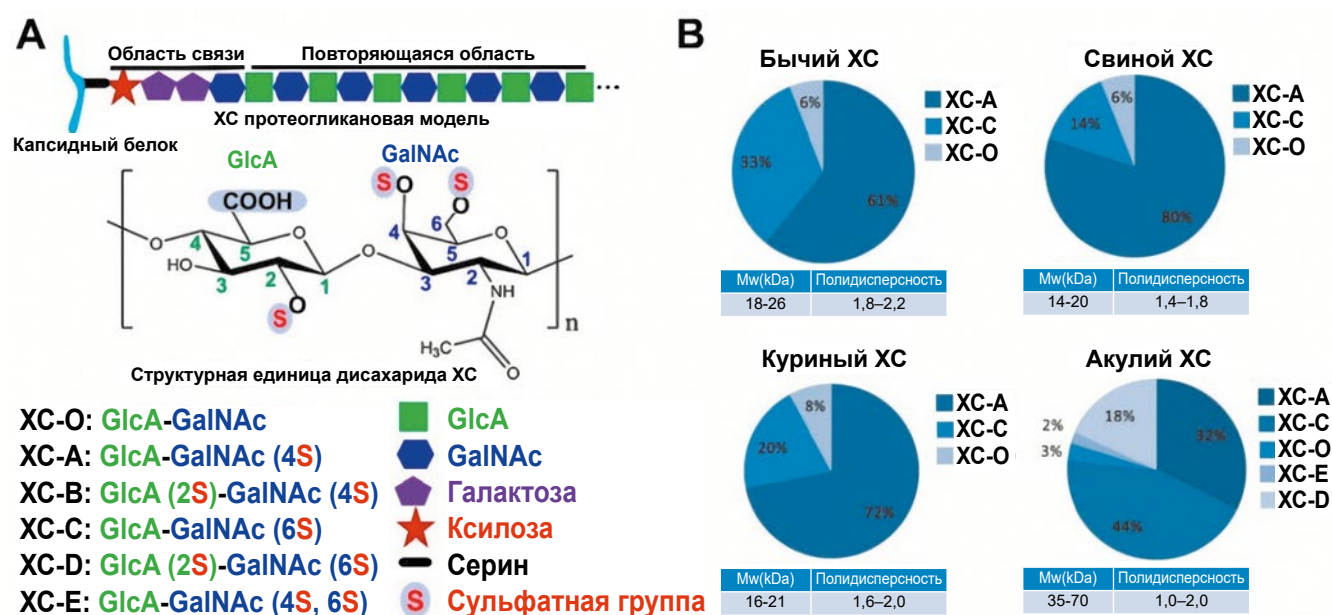 A
Область связи
Повторяющаяся область
...
ХС протеогликановая модель
Капсидный белок
GlcA
GalNAc
S
O
S
O
COOH
6
4
5
O
O
O
4
5
O
1
HO
3
2
1
3
2
O
NH
S
n
H₃C
O
Структурная единица дисахарида ХС
ХС-О: GlcA-GalNAc
ХС-А: GlcA-GalNAc (4S)
ХС-В: GlcA (2S)-GalNAc (4S)
ХС-С: GlcA-GalNAc (6S)
ХС-D: GlcA (2S)-GalNAc (6S)
ХС-Е: GlcA-GalNAc (4S, 6S)
GlcA
GalNAc
Галактоза
Ксилоза
Серин
S Сульфатная группа
B
Бычий ХС
6%
33%
61%
ХС-А
ХС-С
ХС-О
Mw(kDa) Полидисперсность
18-26 1,8–2,2
Свиной ХС
6%
14%
80%
ХС-А
ХС-С
ХС-О
Mw(kDa) Полидисперсность
14-20 1,4–1,8
Куриный ХС
8%
20%
72%
ХС-А
ХС-С
ХС-О
Mw(kDa) Полидисперсность
16-21 1,6–2,0
Акулий ХС
18%
2%
3%
32%
44%
ХС-А
ХС-С
ХС-О
ХС-Е
ХС-D
Mw(kDa) Полидисперсность
35-70 1,0–2,0